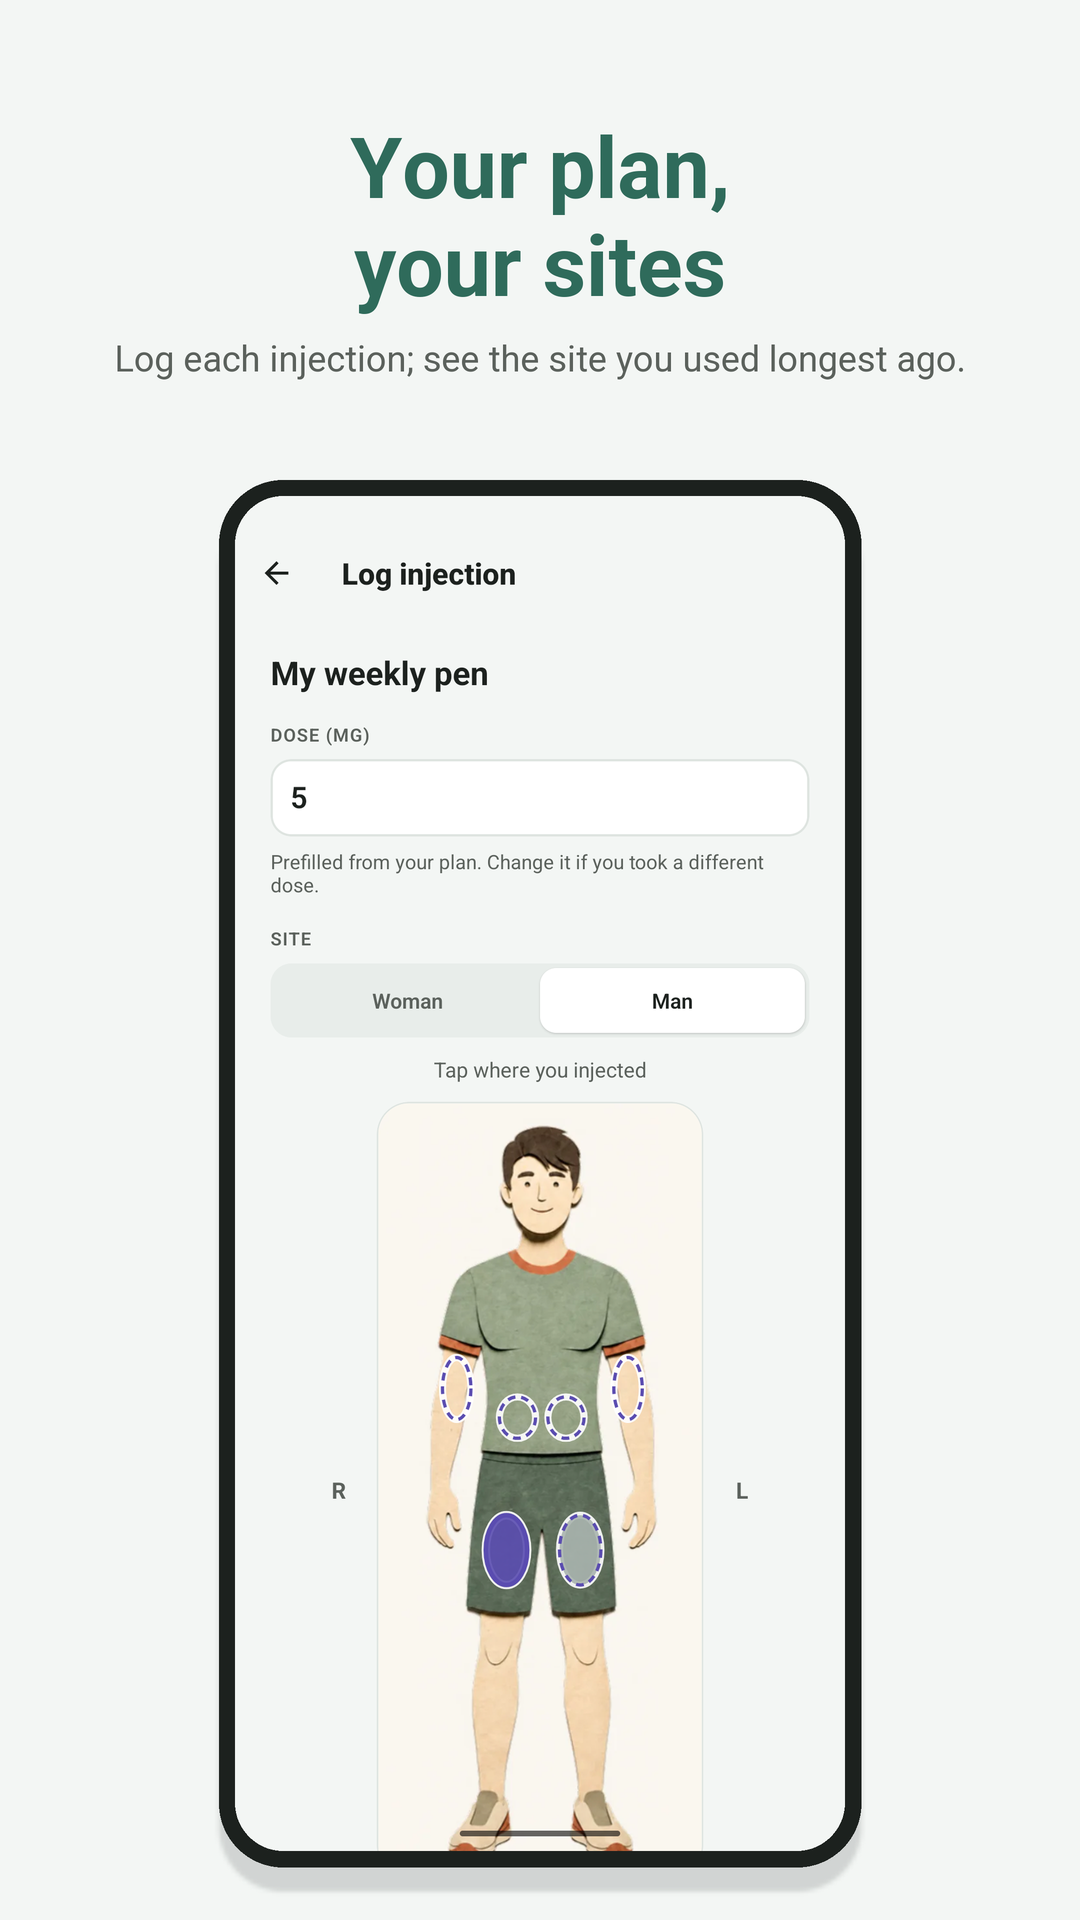 Your plan,
your sites
Log each injection; see the site you used longest ago.
Log injection
My weekly pen
DOSE (MG)
5
Prefilled from your plan. Change it if you took a different
dose.
SITE
Woman
Man
Tap where you injected
R
L